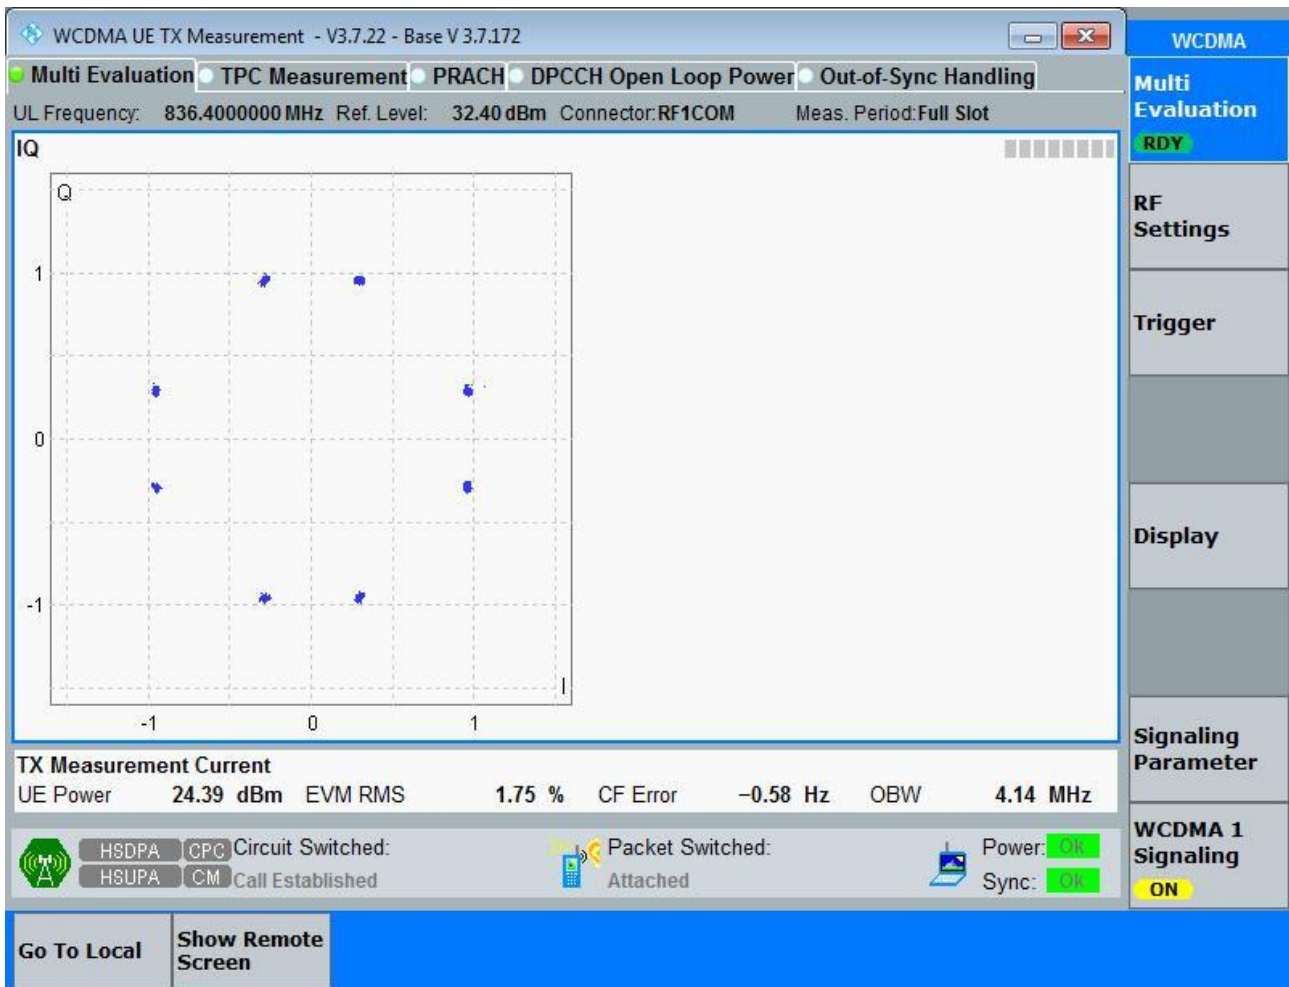 WCDMA UE TX Measurement - V3.7.22 - Base V 3.7.172
Multi Evaluation TPC Measurement PRACH DPCCH Open Loop Power Out-of-Sync Handling
UL Frequency: 836.4000000 MHz Ref. Level: 32.40 dBm Connector: RF1COM Meas. Period: Full Slot
IQ
Q
1
0
-1
I
-1 0 1
TX Measurement Current
UE Power 24.39 dBm EVM RMS 1.75 % CF Error −0.58 Hz OBW 4.14 MHz
HSDPA CPC Circuit Switched: Packet Switched: Power: Ok
HSUPA CM Call Established Attached Sync: Ok
WCDMA
Multi
Evaluation
RDY
RF
Settings
Trigger
Display
Signaling
Parameter
WCDMA 1
Signaling
ON
Go To Local
Show Remote
Screen